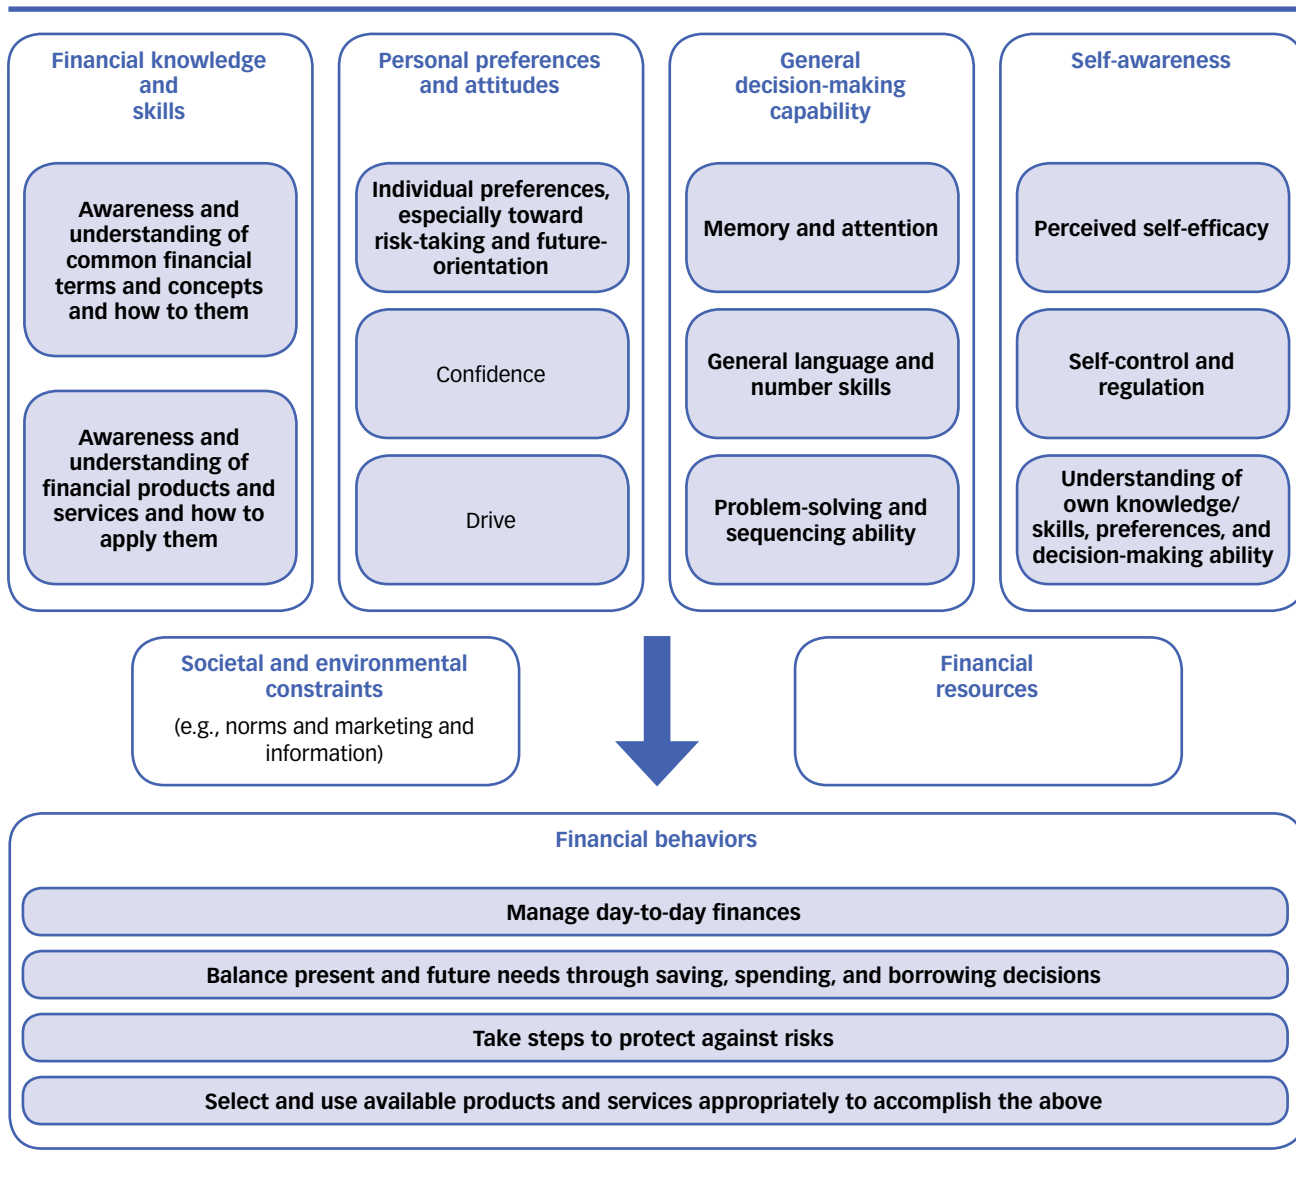 Financial knowledge
and
skills
Awareness and
understanding of
common financial
terms and concepts
and how to them
Awareness and
understanding of
financial products and
services and how to
apply them
Personal preferences
and attitudes
Individual preferences,
especially toward
risk-taking and future-
orientation
Confidence
Drive
General
decision-making
capability
Memory and attention
General language and
number skills
Problem-solving and
sequencing ability
Self-awareness
Perceived self-efficacy
Self-control and
regulation
Understanding of
own knowledge/
skills, preferences, and
decision-making ability
Societal and environmental
constraints
(e.g., norms and marketing and
information)
Financial
resources
Financial behaviors
Manage day-to-day finances
Balance present and future needs through saving, spending, and borrowing decisions
Take steps to protect against risks
Select and use available products and services appropriately to accomplish the above